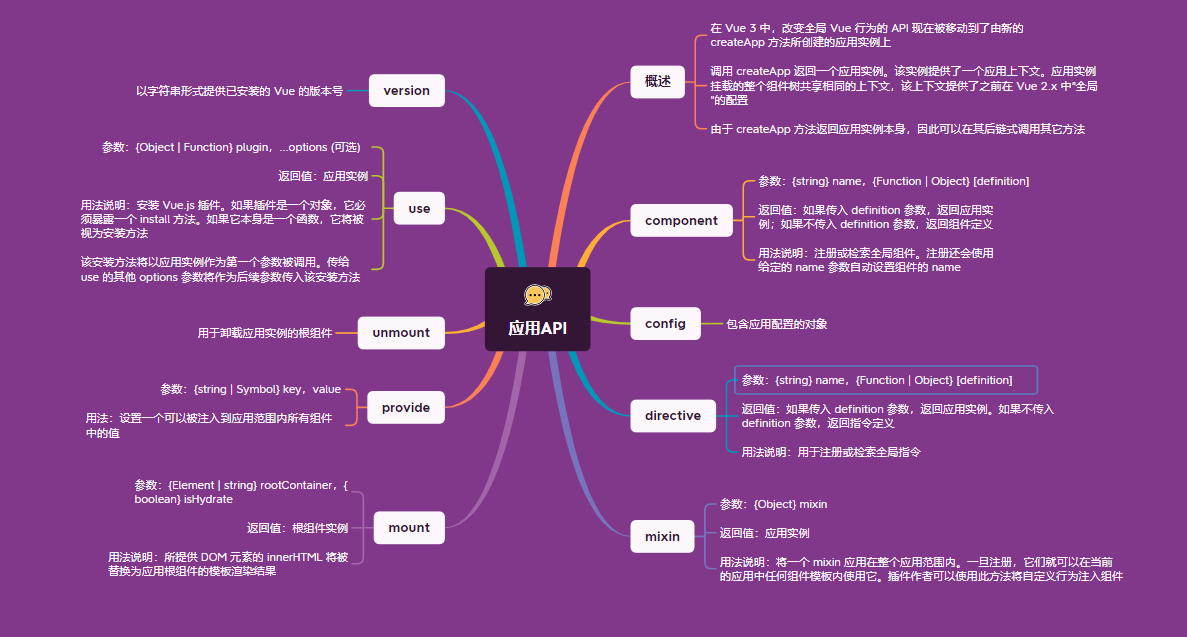 应用API
概述
在 Vue 3 中，改变全局 Vue 行为的 API 现在被移动到了由新的
createApp 方法所创建的应用实例上
调用 createApp 返回一个应用实例。该实例提供了一个应用上下文。应用实例
挂载的整个组件树共享相同的上下文，该上下文提供了之前在 Vue 2.x 中"全局
"的配置
由于 createApp 方法返回应用实例本身，因此可以在其后链式调用其它方法
component
参数：{string} name，{Function | Object} [definition]
返回值：如果传入 definition 参数，返回应用实
例；如果不传入 definition 参数，返回组件定义
用法说明：注册或检索全局组件。注册还会使用
给定的 name 参数自动设置组件的 name
config
包含应用配置的对象
directive
参数：{string} name，{Function | Object} [definition]
返回值：如果传入 definition 参数，返回应用实例。如果不传入
definition 参数，返回指令定义
用法说明：用于注册或检索全局指令
mixin
参数：{Object} mixin
返回值：应用实例
用法说明：将一个 mixin 应用在整个应用范围内。一旦注册，它们就可以在当前
的应用中任何组件模板内使用它。插件作者可以使用此方法将自定义行为注入组件
version
以字符串形式提供已安装的 Vue 的版本号
use
参数：{Object | Function} plugin，...options (可选)
返回值：应用实例
用法说明：安装 Vue.js 插件。如果插件是一个对象，它必
须暴露一个 install 方法。如果它本身是一个函数，它将被
视为安装方法
该安装方法将以应用实例作为第一个参数被调用。传给
use 的其他 options 参数将作为后续参数传入该安装方法
unmount
用于卸载应用实例的根组件
provide
参数：{string | Symbol} key，value
用法：设置一个可以被注入到应用范围内所有组件
中的值
mount
参数：{Element | string} rootContainer，{
boolean} isHydrate
返回值：根组件实例
用法说明：所提供 DOM 元素的 innerHTML 将被
替换为应用根组件的模板渲染结果